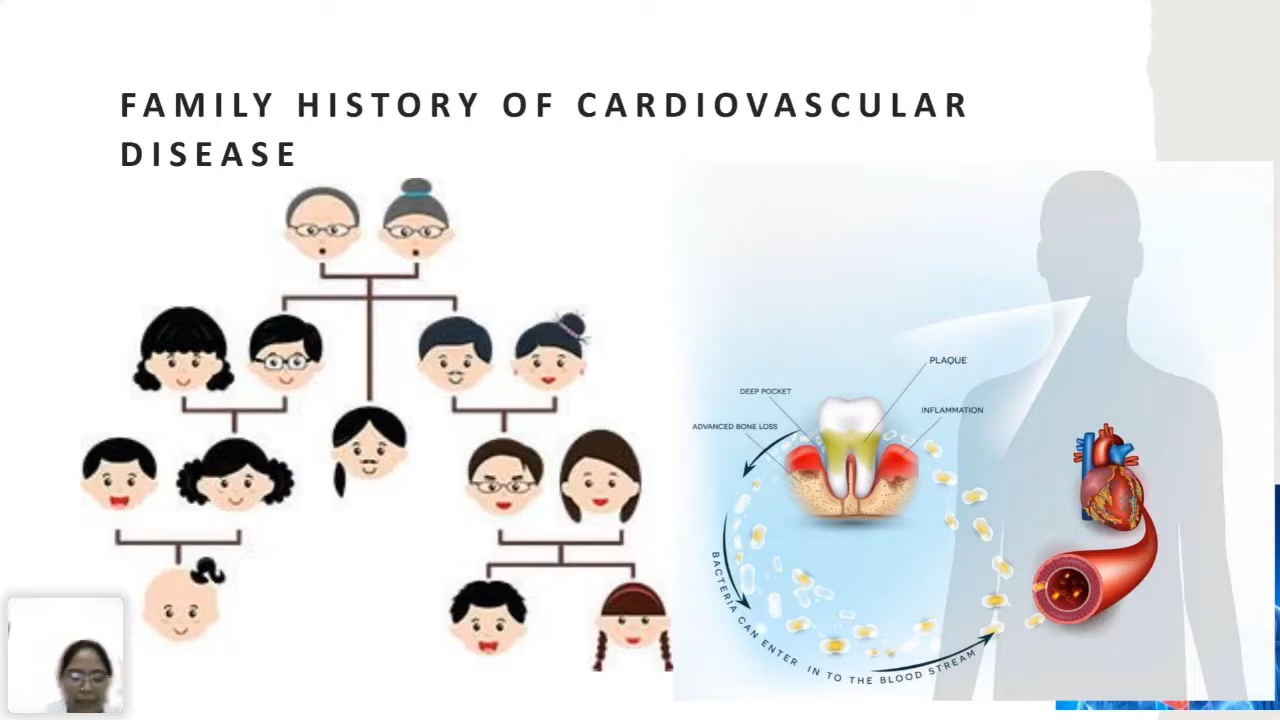 FAMILY HISTORY OF CARDIOVASCULAR
DISEASE
PLAQUE
DEEP POCKET
INFLAMMATION
ADVANCED BONE LOSS
BACTERIA CAN ENTER IN TO THE BLOOD STREAM